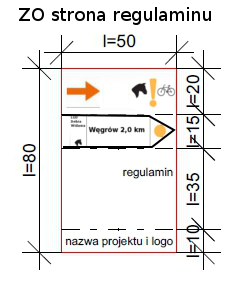 ZO strona regulaminu
l=50
l=20
Węgrów 2,0 km
l=15
regulamin
l=80
l=35
nazwa projektu i logo
l=10